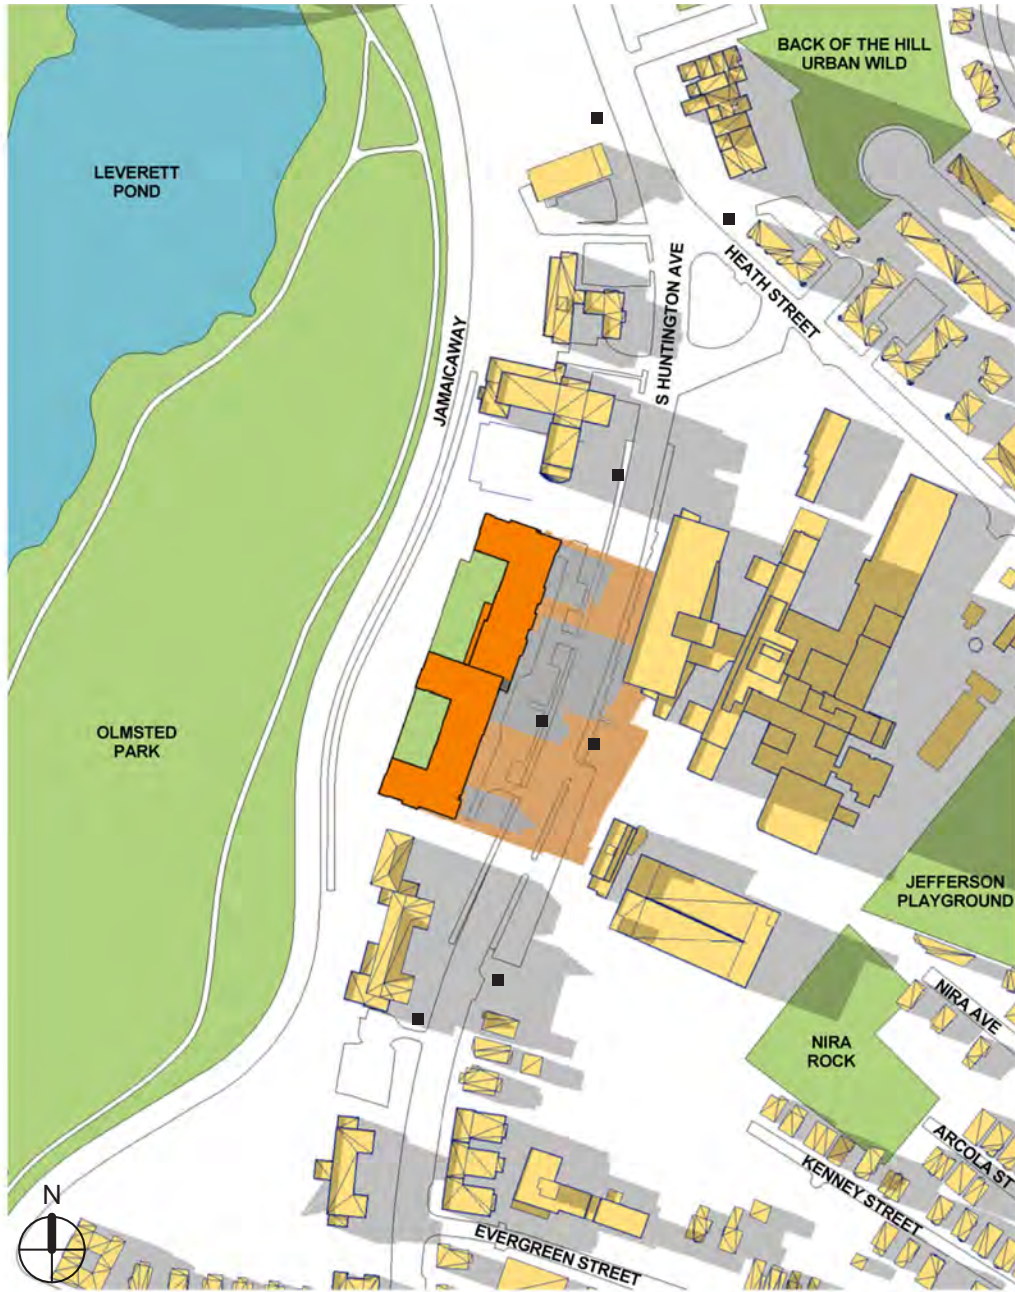 BACK OF THE HILL
URBAN WILD
LEVERETT
POND
HEATH STREET
S HUNTINGTON AVE
JAMAICAWAY
OLMSTED
PARK
JEFFERSON
PLAYGROUND
NIRA AVE
NIRA
ROCK
ARCOLA ST
KENNEY STREET
N
EVERGREEN STREET